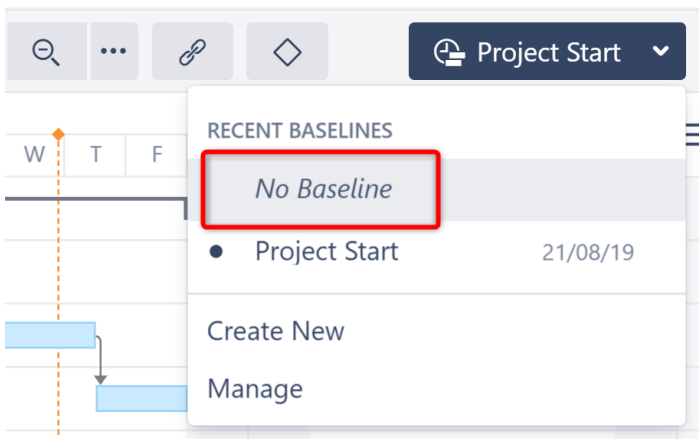 Project Start
RECENT BASELINES
W T F
No Baseline
Project Start 21/08/19
Create New
Manage